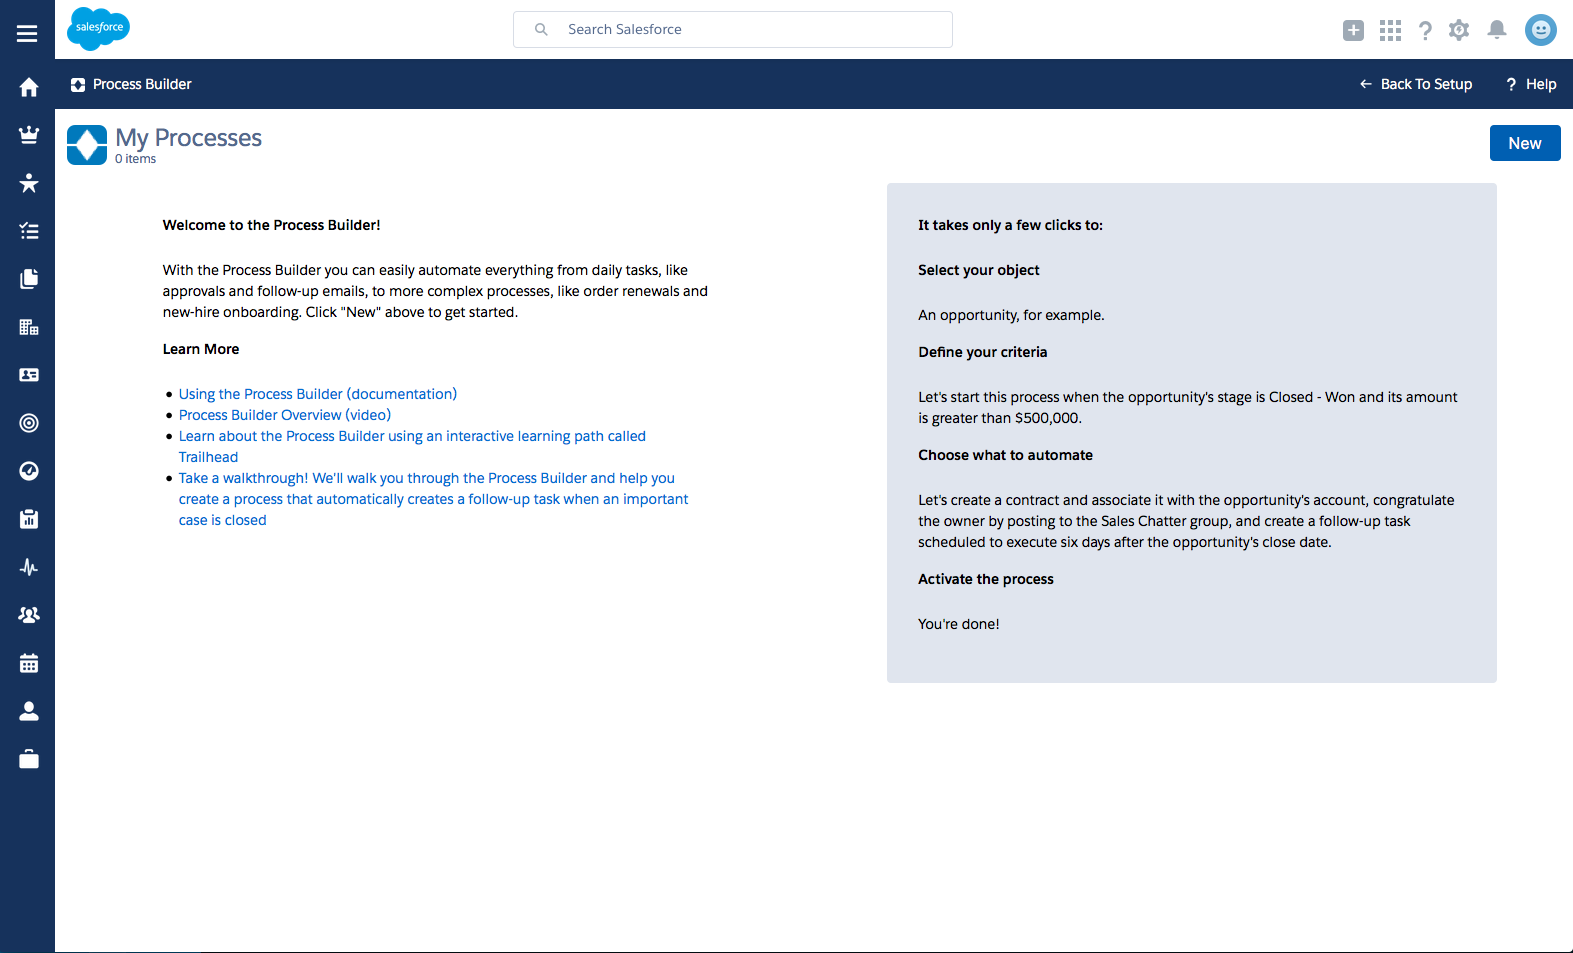 salesforce
Search Salesforce
Process Builder
Back To Setup
? Help
My Processes
0 items
New
Welcome to the Process Builder!
With the Process Builder you can easily automate everything from daily tasks, like
approvals and follow-up emails, to more complex processes, like order renewals and
new-hire onboarding. Click "New" above to get started.
Learn More
• Using the Process Builder (documentation)
• Process Builder Overview (video)
• Learn about the Process Builder using an interactive learning path called
Trailhead
• Take a walkthrough! We'll walk you through the Process Builder and help you
create a process that automatically creates a follow-up task when an important
case is closed
It takes only a few clicks to:
Select your object
An opportunity, for example.
Define your criteria
Let's start this process when the opportunity's stage is Closed - Won and its amount
is greater than $500,000.
Choose what to automate
Let's create a contract and associate it with the opportunity's account, congratulate
the owner by posting to the Sales Chatter group, and create a follow-up task
scheduled to execute six days after the opportunity's close date.
Activate the process
You're done!